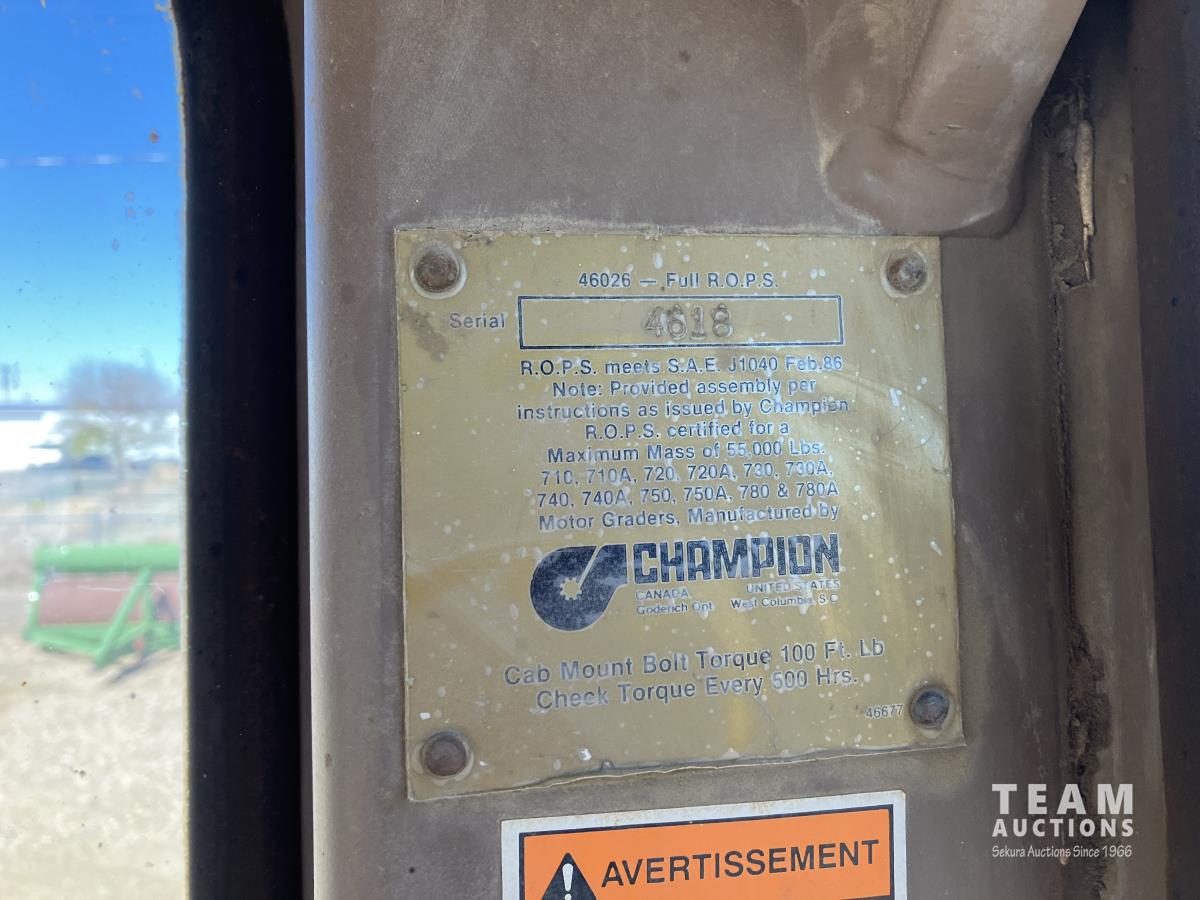 46026 — Full R.O.P.S.
Serial 4618
R.O.P.S. meets S.A.E. J1040 Feb.86
Note: Provided assembly per
instructions as issued by Champion
R.O.P.S. certified for a
Maximum Mass of 55,000 Lbs.
710, 710A, 720, 720A, 730, 730A,
740, 740A, 750, 750A, 780 & 780A
Motor Graders, Manufactured by
CHAMPION
CANADA UNITED STATES
Goderich Ont. West Columbia, S.C.
Cab Mount Bolt Torque 100 Ft. Lb
Check Torque Every 500 Hrs.
46677
AVERTISSEMENT
TEAM
AUCTIONS
Sekura Auctions Since 1966